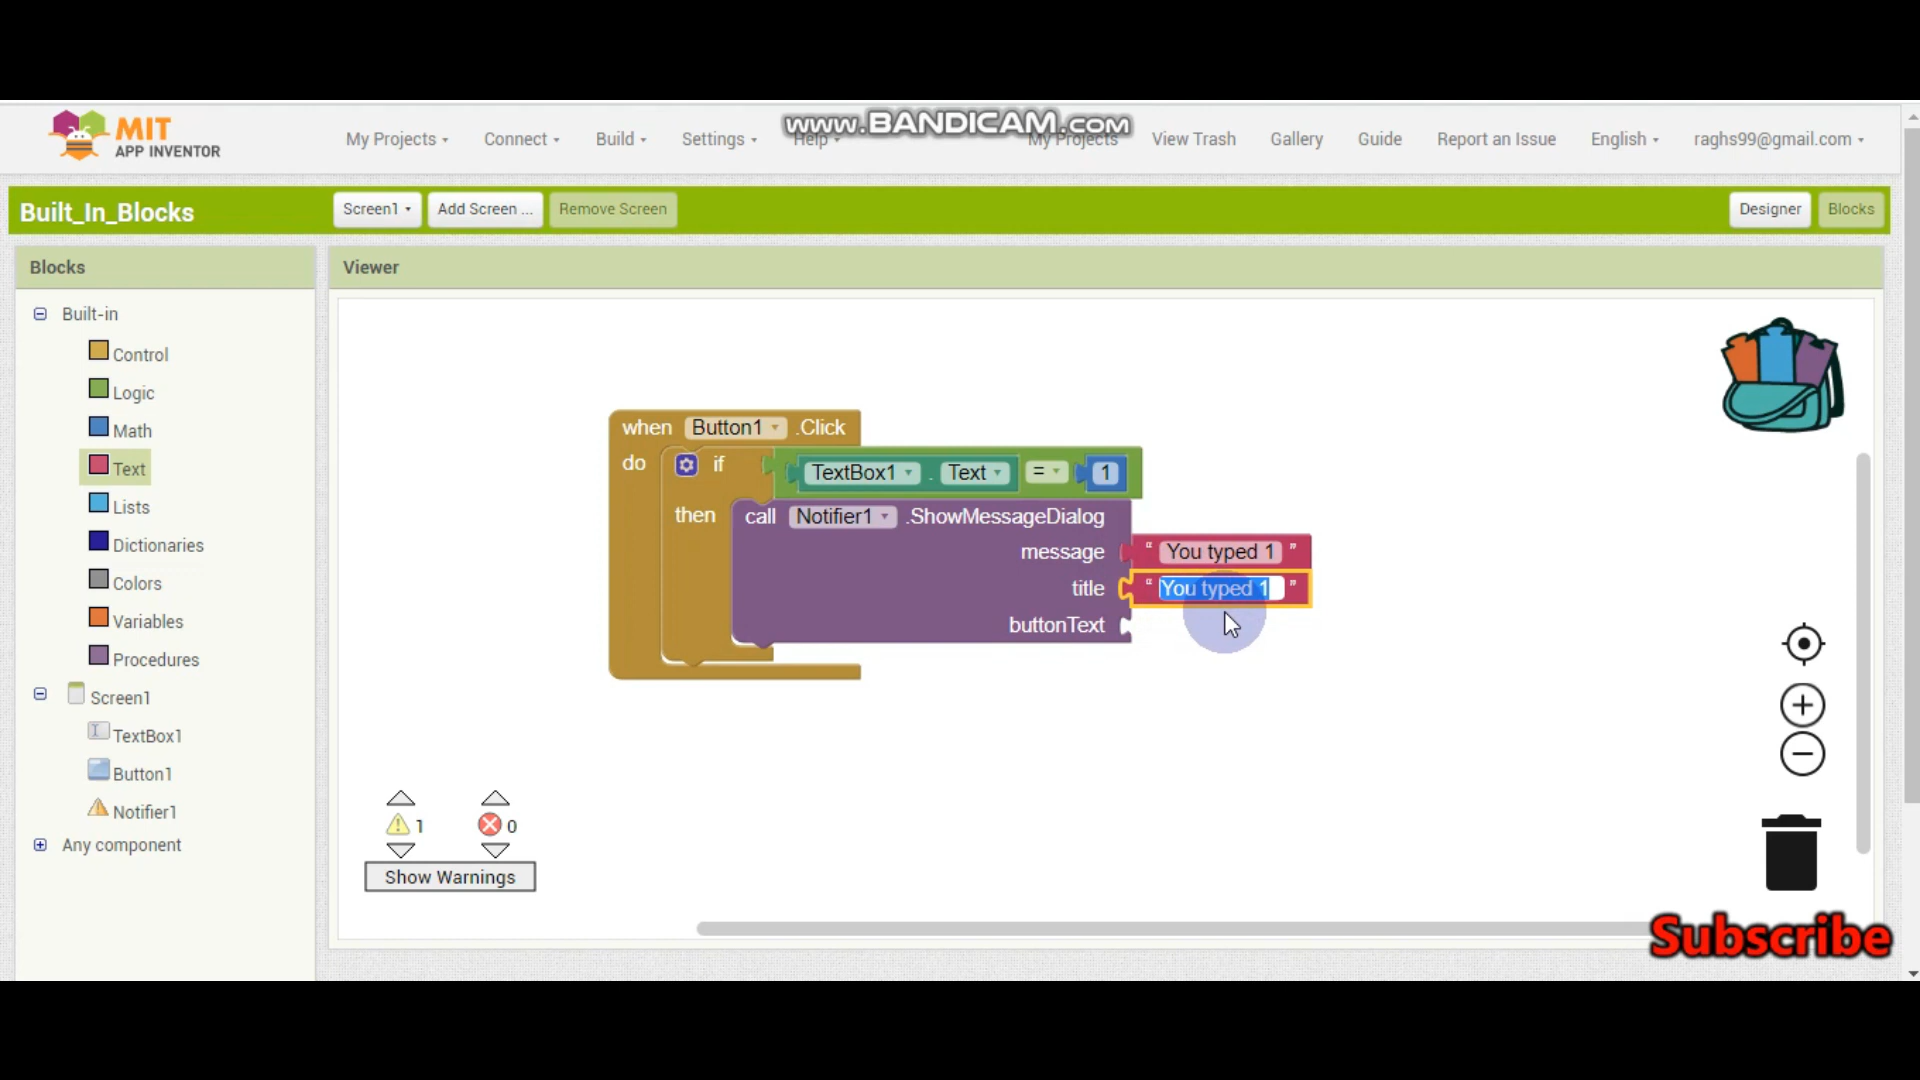 www.BANDICAM.com
MIT
APP INVENTOR
My Projects Connect Build Settings Help My Projects View Trash Gallery Guide Report an Issue English raghs99@gmail.com
Built_In_Blocks Screen1 Add Screen ... Remove Screen Designer Blocks
Blocks
Viewer
Built-in
Control
Logic
Math
Text
Lists
Dictionaries
Colors
Variables
Procedures
Screen1
TextBox1
Button1
Notifier1
Any component
when Button1 .Click
do if TextBox1 . Text = 1
then call Notifier1 .ShowMessageDialog
message " You typed 1 "
title " You typed 1 "
buttonText
1 0
Show Warnings
Subscribe